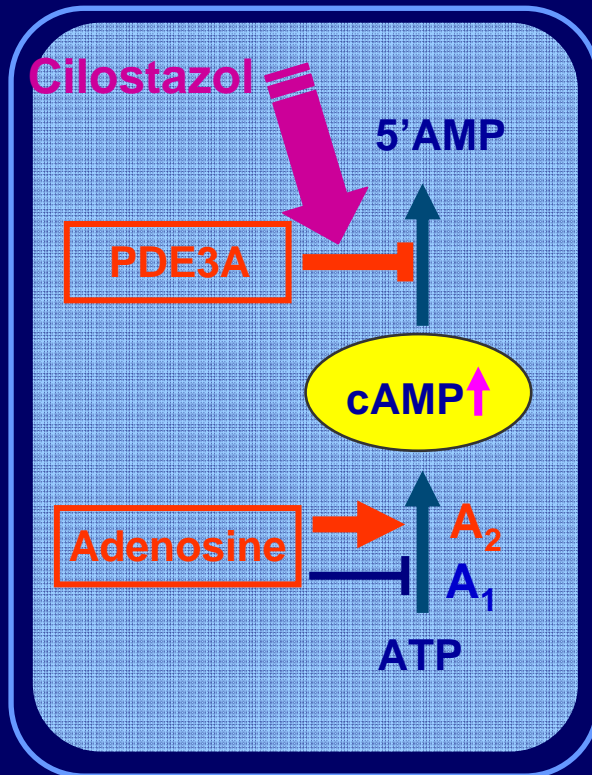 Cilostazol
5’AMP
PDE3A
cAMP
Adenosine
A₂
A₁
ATP